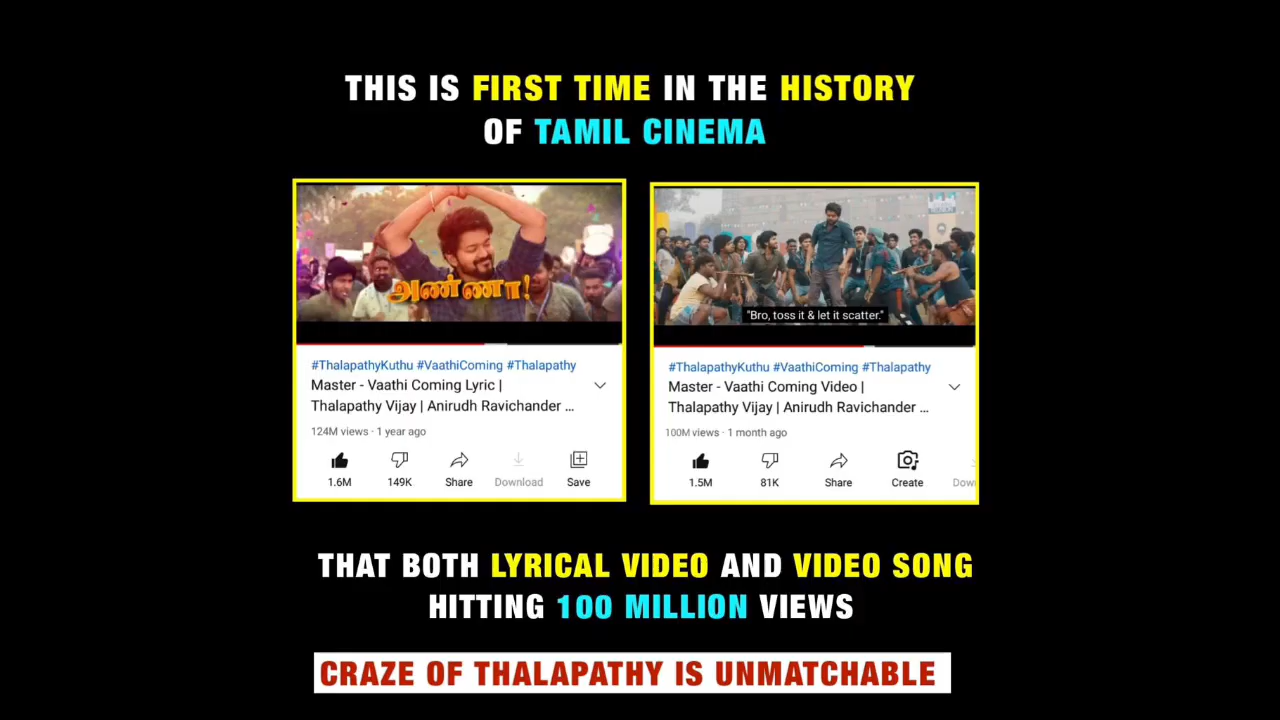 THIS IS FIRST TIME IN THE HISTORY
OF TAMIL CINEMA
அண்ணா!
#ThalapathyKuthu #VaathiComing #Thalapathy
Master - Vaathi Coming Lyric |
Thalapathy Vijay | Anirudh Ravichander ...
124M views · 1 year ago
1.6M 149K Share Download Save
"Bro, toss it & let it scatter."
#ThalapathyKuthu #VaathiComing #Thalapathy
Master - Vaathi Coming Video |
Thalapathy Vijay | Anirudh Ravichander ...
100M views · 1 month ago
1.5M 81K Share Create Dow
THAT BOTH LYRICAL VIDEO AND VIDEO SONG
HITTING 100 MILLION VIEWS
CRAZE OF THALAPATHY IS UNMATCHABLE